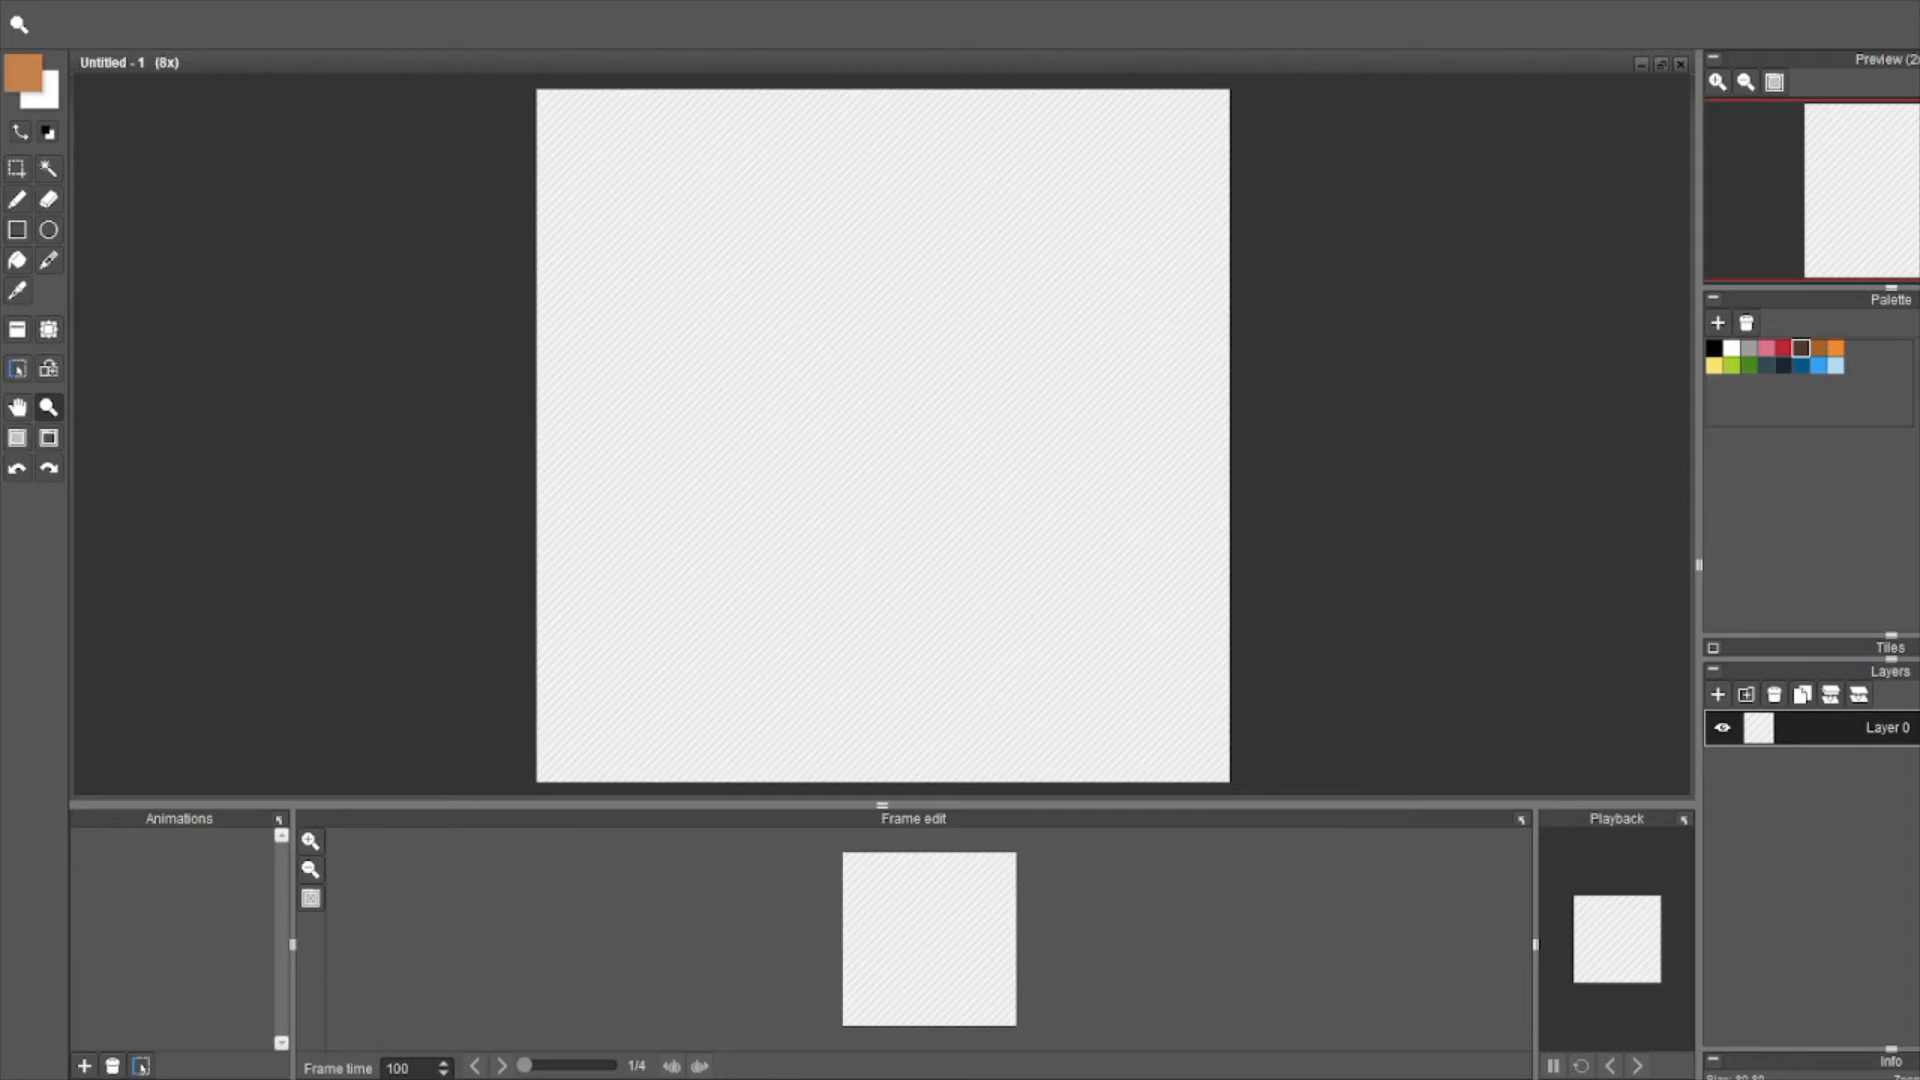 Untitled - 1 (8x)
Preview (2
Palette
Tiles
Layers
Layer 0
Animations
Frame edit
Playback
Frame time 100
1/4
Info